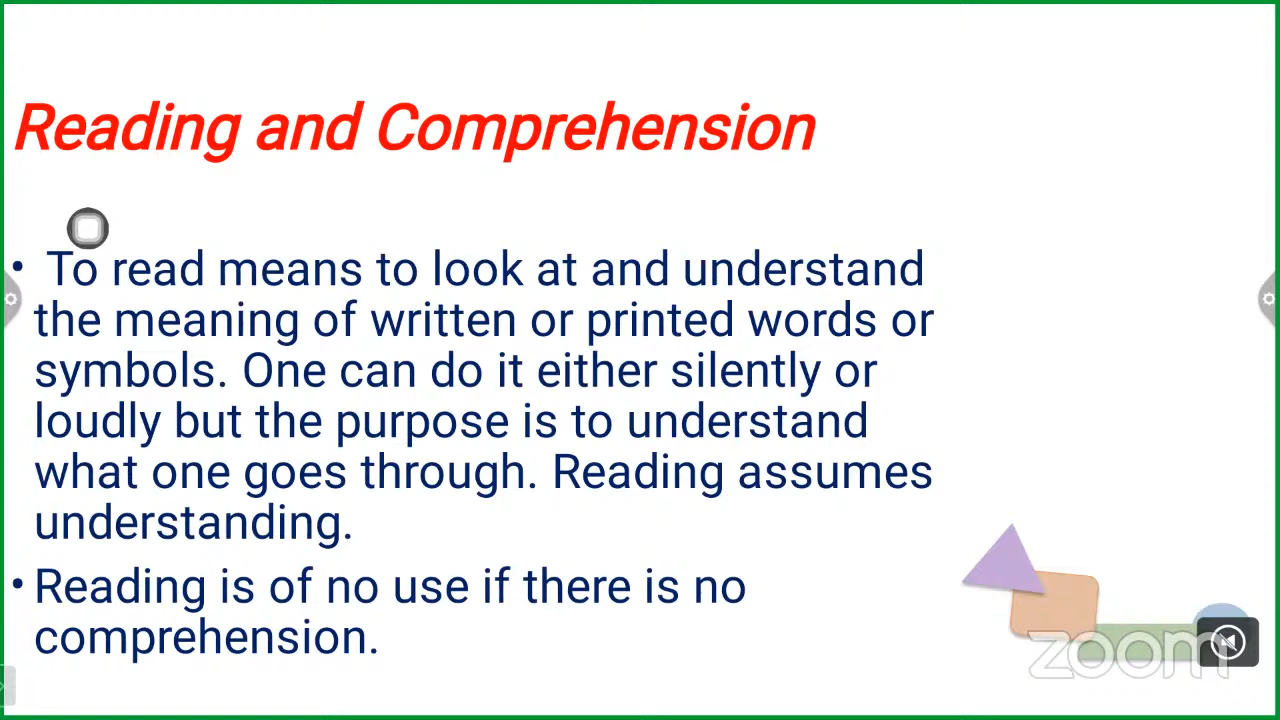 Reading and Comprehension
• To read means to look at and understand
the meaning of written or printed words or
symbols. One can do it either silently or
loudly but the purpose is to understand
what one goes through. Reading assumes
understanding.
• Reading is of no use if there is no
comprehension.
zoom